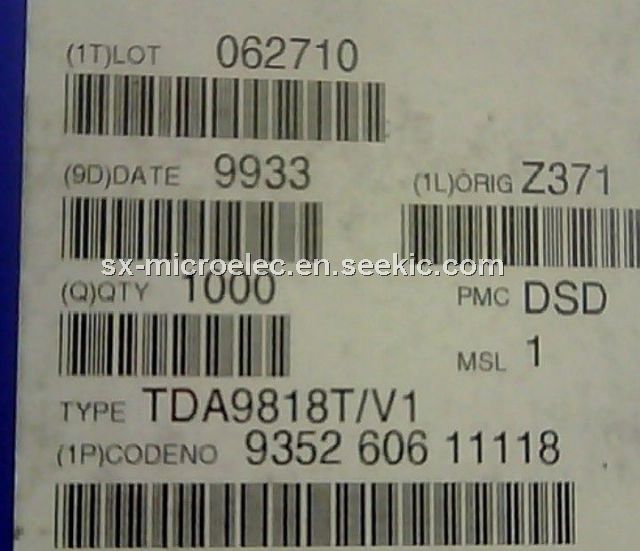 (1T)LOT 062710
(9D)DATE 9933
(1L)ORIG Z371
sx-microelec.en.seekic.com
(Q)QTY 1000
PMC DSD
MSL 1
TYPE TDA9818T/V1
(1P)CODENO 9352 606 11118